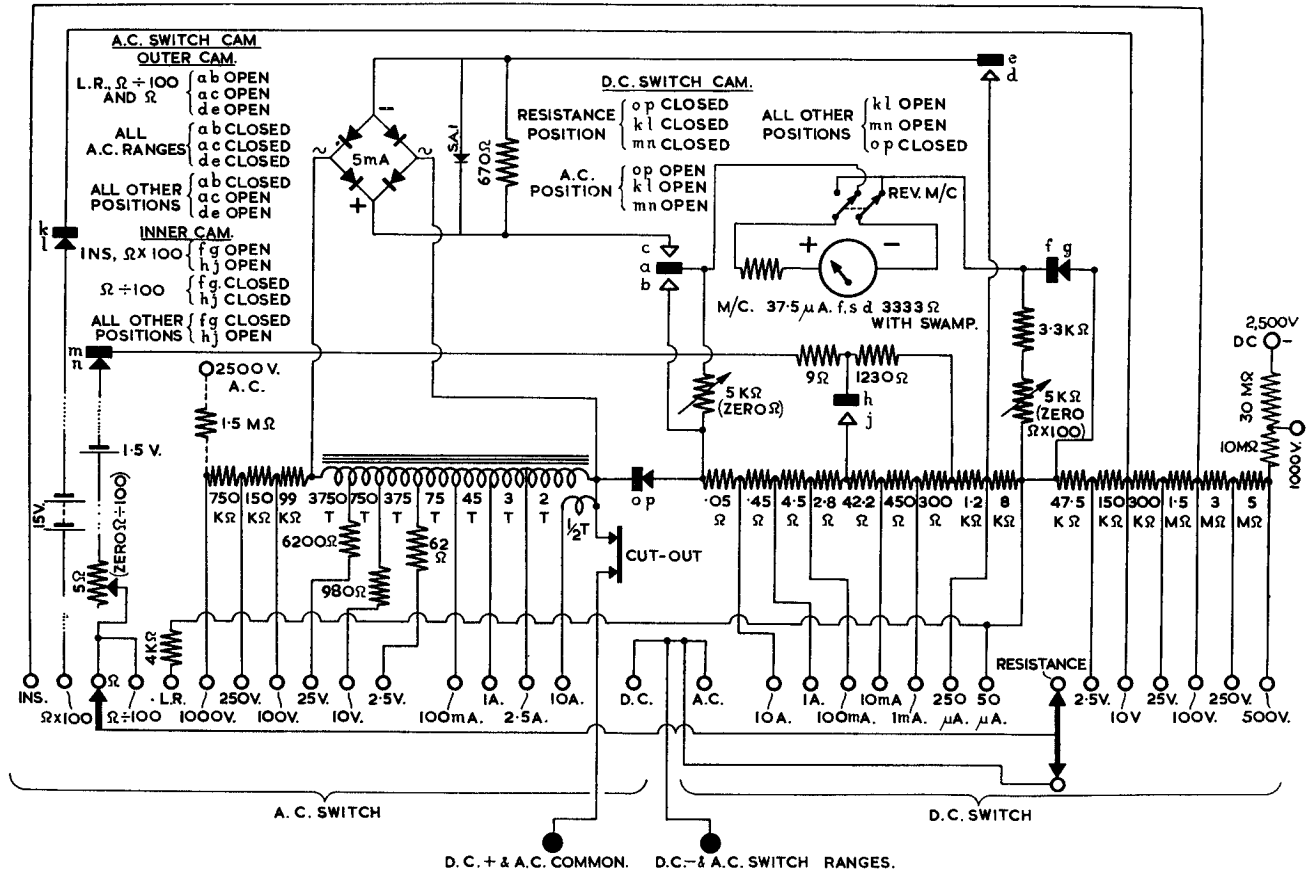 A.C. SWITCH CAM
OUTER CAM.
L.R., Ω÷100 AND Ω
ab OPEN
ac OPEN
de OPEN
ALL A.C. RANGES
ab CLOSED
ac CLOSED
de CLOSED
ALL OTHER POSITIONS
ab CLOSED
ac OPEN
de OPEN
INNER CAM.
INS, Ω×100
fg OPEN
hj OPEN
Ω÷100
fg. CLOSED
hj CLOSED
ALL OTHER POSITIONS
fg CLOSED
hj OPEN
D.C. SWITCH CAM.
RESISTANCE POSITION
op CLOSED
kl CLOSED
mn CLOSED
A.C. POSITION
op OPEN
kl OPEN
mn OPEN
ALL OTHER POSITIONS
kl OPEN
mn OPEN
op CLOSED
−
~
5mA
~
+
S.A.1
670Ω
e
d
REV. M/C
+
−
c
a
b
f g
k
l
M/C. 37·5 μA. f.s d 3333 Ω
WITH SWAMP.
3·3KΩ
m
n
2500 V.
A.C.
1·5 MΩ
9Ω
1230Ω
h
j
5 KΩ
(ZERO Ω)
5 KΩ
(ZERO
Ω×100)
2,500V
DC −
30 MΩ
10MΩ
1000 V.
1·5 V.
15V.
5Ω
(ZERO Ω÷100)
750 KΩ
150 KΩ
99 KΩ
3750 T
750 T
375 T
75 T
45 T
3 T
2 T
½T
o p
·05 Ω
·45 Ω
4·5 Ω
2·8 Ω
42·2 Ω
450 Ω
300 Ω
1·2 KΩ
8 KΩ
47·5 KΩ
150 KΩ
300 KΩ
1·5 MΩ
3 MΩ
5 MΩ
6200Ω
980Ω
62 Ω
CUT-OUT
4KΩ
RESISTANCE
INS.
Ω×100
Ω
Ω÷100
L.R.
1000V.
250V.
100V.
25V.
10V.
2·5V.
100mA.
1A.
2·5A.
10A.
D.C.
A.C.
10A.
1A.
100mA.
10mA
1mA.
250 μA.
50 μA.
2·5V.
10V
25V.
100V.
250V.
500V.
A.C. SWITCH
D.C. SWITCH
D.C.+ & A.C. COMMON.
D.C.-& A.C. SWITCH RANGES.